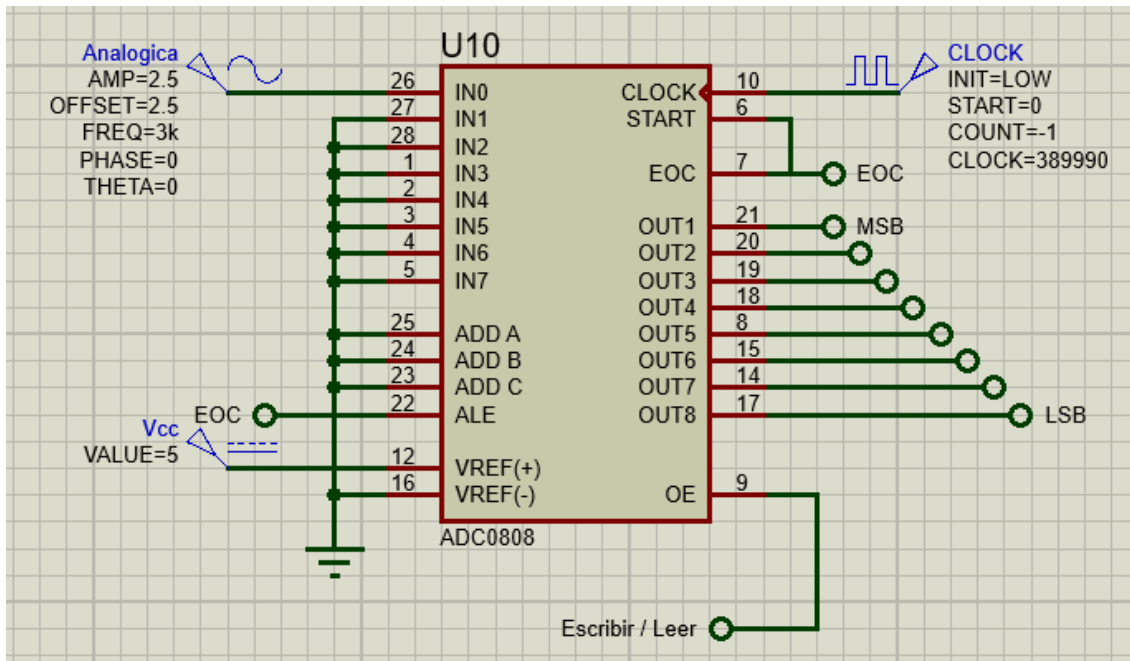 U10
Analogica
AMP=2.5
OFFSET=2.5
FREQ=3k
PHASE=0
THETA=0
CLOCK
INIT=LOW
START=0
COUNT=-1
CLOCK=389990
26 IN0 CLOCK 10
27 IN1 START 6
28 IN2
1 IN3 EOC 7 EOC
2 IN4
3 IN5 OUT1 21 MSB
4 IN6 OUT2 20
5 IN7 OUT3 19
OUT4 18
25 ADD A OUT5 8
24 ADD B OUT6 15
23 ADD C OUT7 14
EOC 22 ALE OUT8 17 LSB
Vcc
VALUE=5
12 VREF(+)
16 VREF(-) OE 9
ADC0808
Escribir / Leer